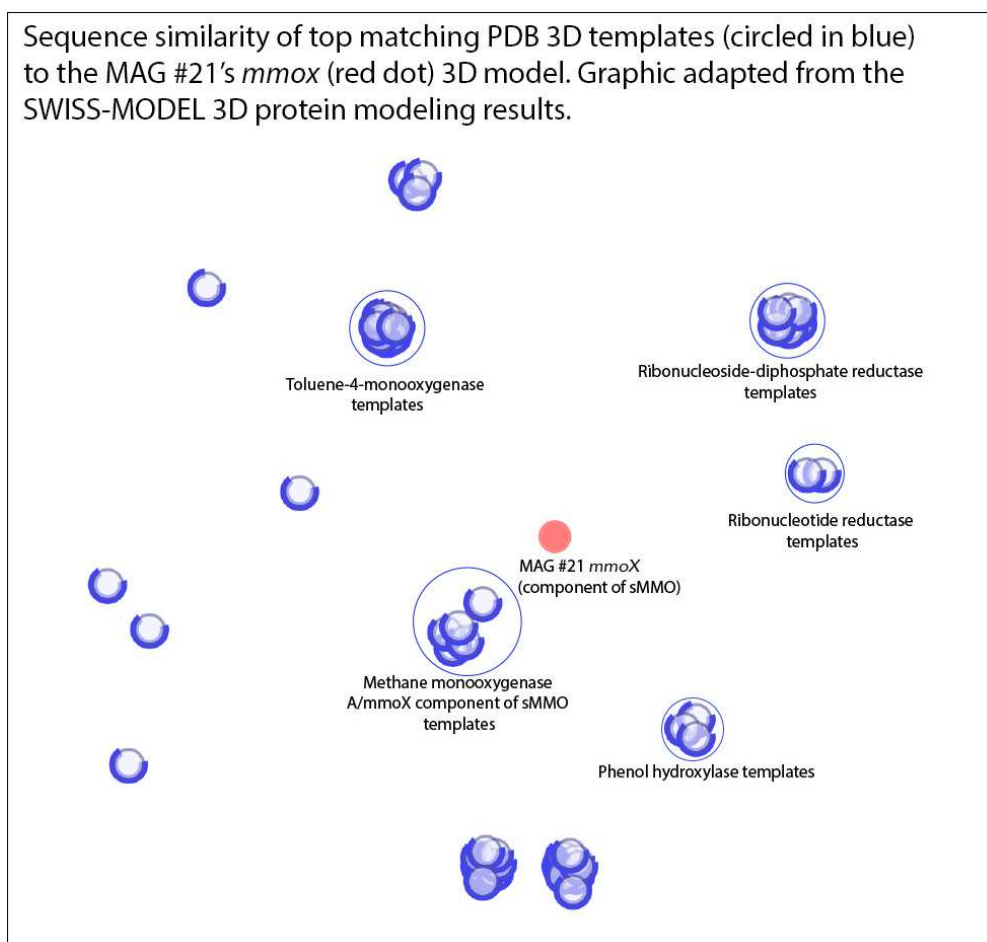 Sequence similarity of top matching PDB 3D templates (circled in blue)
to the MAG #21's mmox (red dot) 3D model. Graphic adapted from the
SWISS-MODEL 3D protein modeling results.
Toluene-4-monooxygenase
templates
Ribonucleoside-diphosphate reductase
templates
Ribonucleotide reductase
templates
MAG #21 mmoX
(component of sMMO)
Methane monooxygenase
A/mmoX component of sMMO
templates
Phenol hydroxylase templates